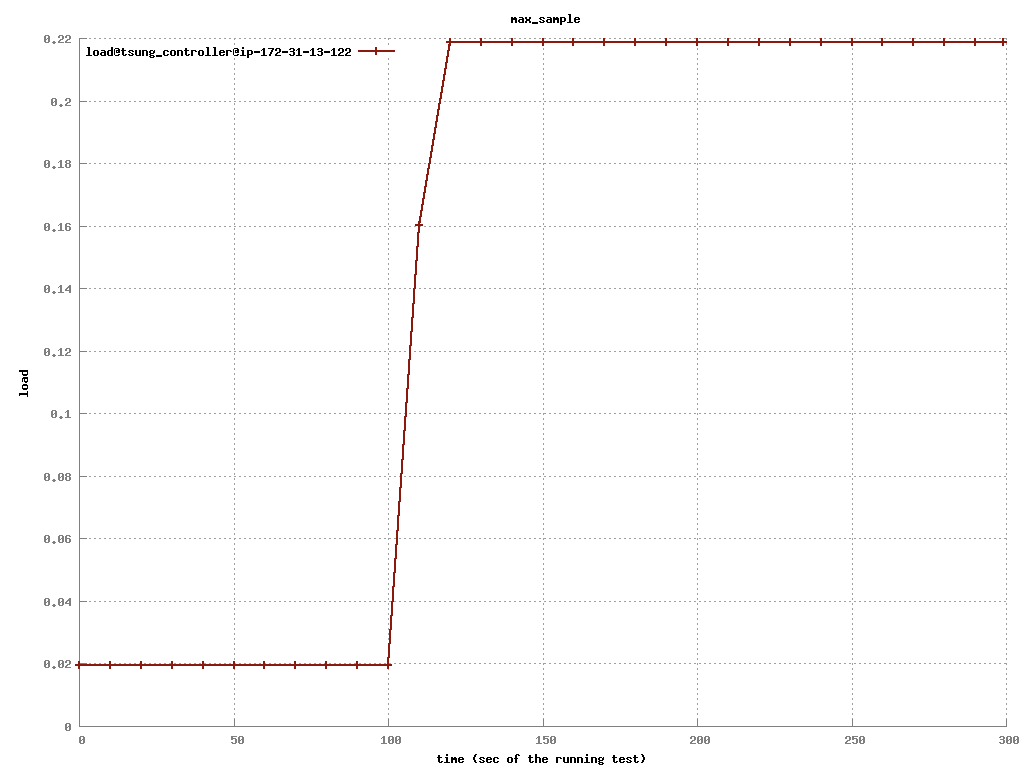 max_sample
load@tsung_controller@ip-172-31-13-122
0.22
0.2
0.18
0.16
0.14
0.12
0.1
0.08
0.06
0.04
0.02
0
load
0 50 100 150 200 250 300
time (sec of the running test)